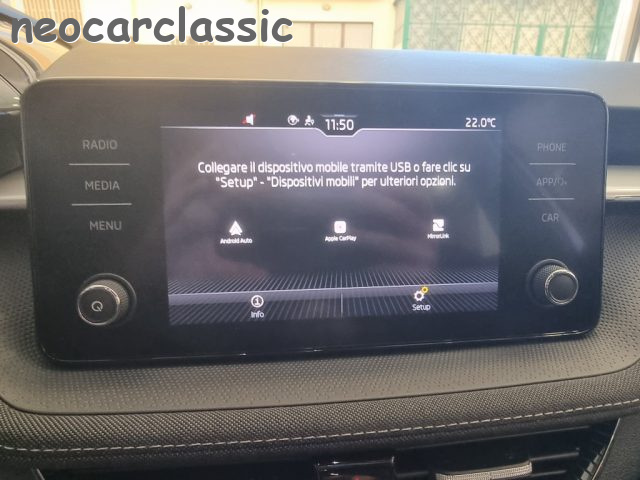 neocarclassic
11:50
22.0°C
RADIO
MEDIA
MENU
Collegare il dispositivo mobile tramite USB o fare clic su
"Setup" - "Dispositivi mobili" per ulteriori opzioni.
Android Auto
Apple CarPlay
MirrorLink
Info
Setup
PHONE
APP/
CAR